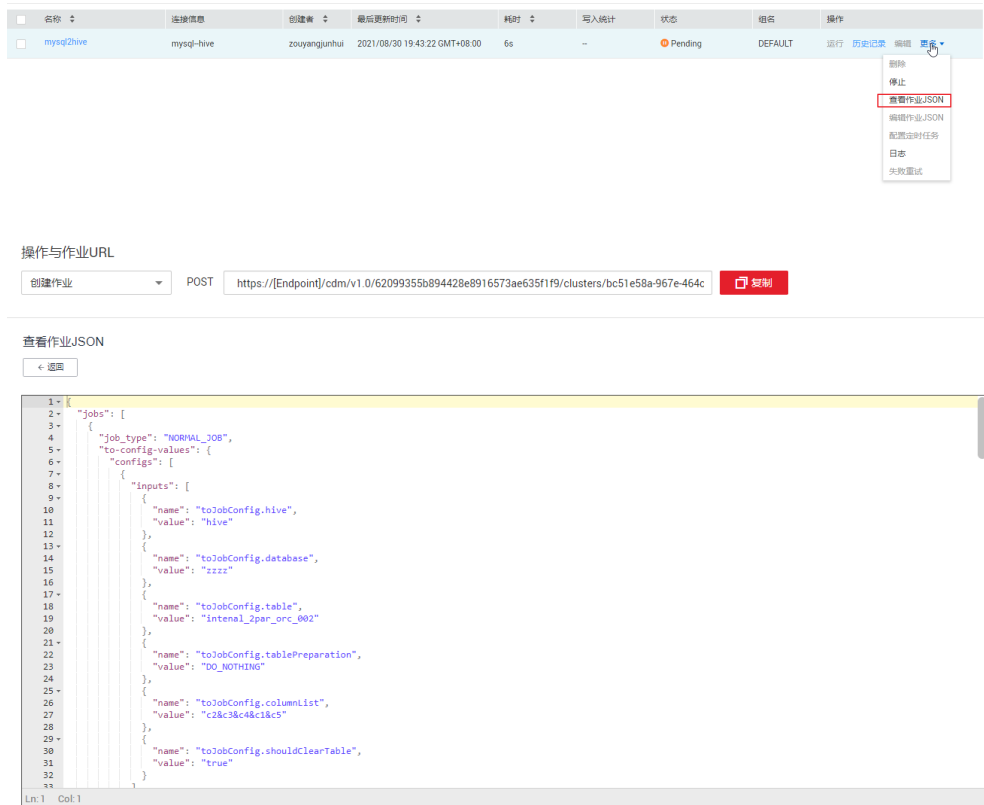 名称 连接信息 创建者 最后更新时间 耗时 写入统计 状态 组名 操作
mysql2hive mysql-hive zouyangjunhui 2021/08/30 19:43:22 GMT+08:00 6s -- Pending DEFAULT 运行 历史记录 编辑 更多
删除
停止
查看作业JSON
编辑作业JSON
配置定时任务
日志
失败重试
操作与作业URL
创建作业 POST https://[Endpoint]/cdm/v1.0/62099355b894428e8916573ae635f1f9/clusters/bc51e58a-967e-464c 复制
查看作业JSON
← 返回
1 {
2 "jobs": [
3 {
4 "job_type": "NORMAL_JOB",
5 "to-config-values": {
6 "configs": [
7 {
8 "inputs": [
9 {
10 "name": "toJobConfig.hive",
11 "value": "hive"
12 },
13 {
14 "name": "toJobConfig.database",
15 "value": "zzzz"
16 },
17 {
18 "name": "toJobConfig.table",
19 "value": "intenal_2par_orc_002"
20 },
21 {
22 "name": "toJobConfig.tablePreparation",
23 "value": "DO_NOTHING"
24 },
25 {
26 "name": "toJobConfig.columnList",
27 "value": "c2&c3&c4&c1&c5"
28 },
29 {
30 "name": "toJobConfig.shouldClearTable",
31 "value": "true"
32 }
33 ]
Ln: 1 Col: 1